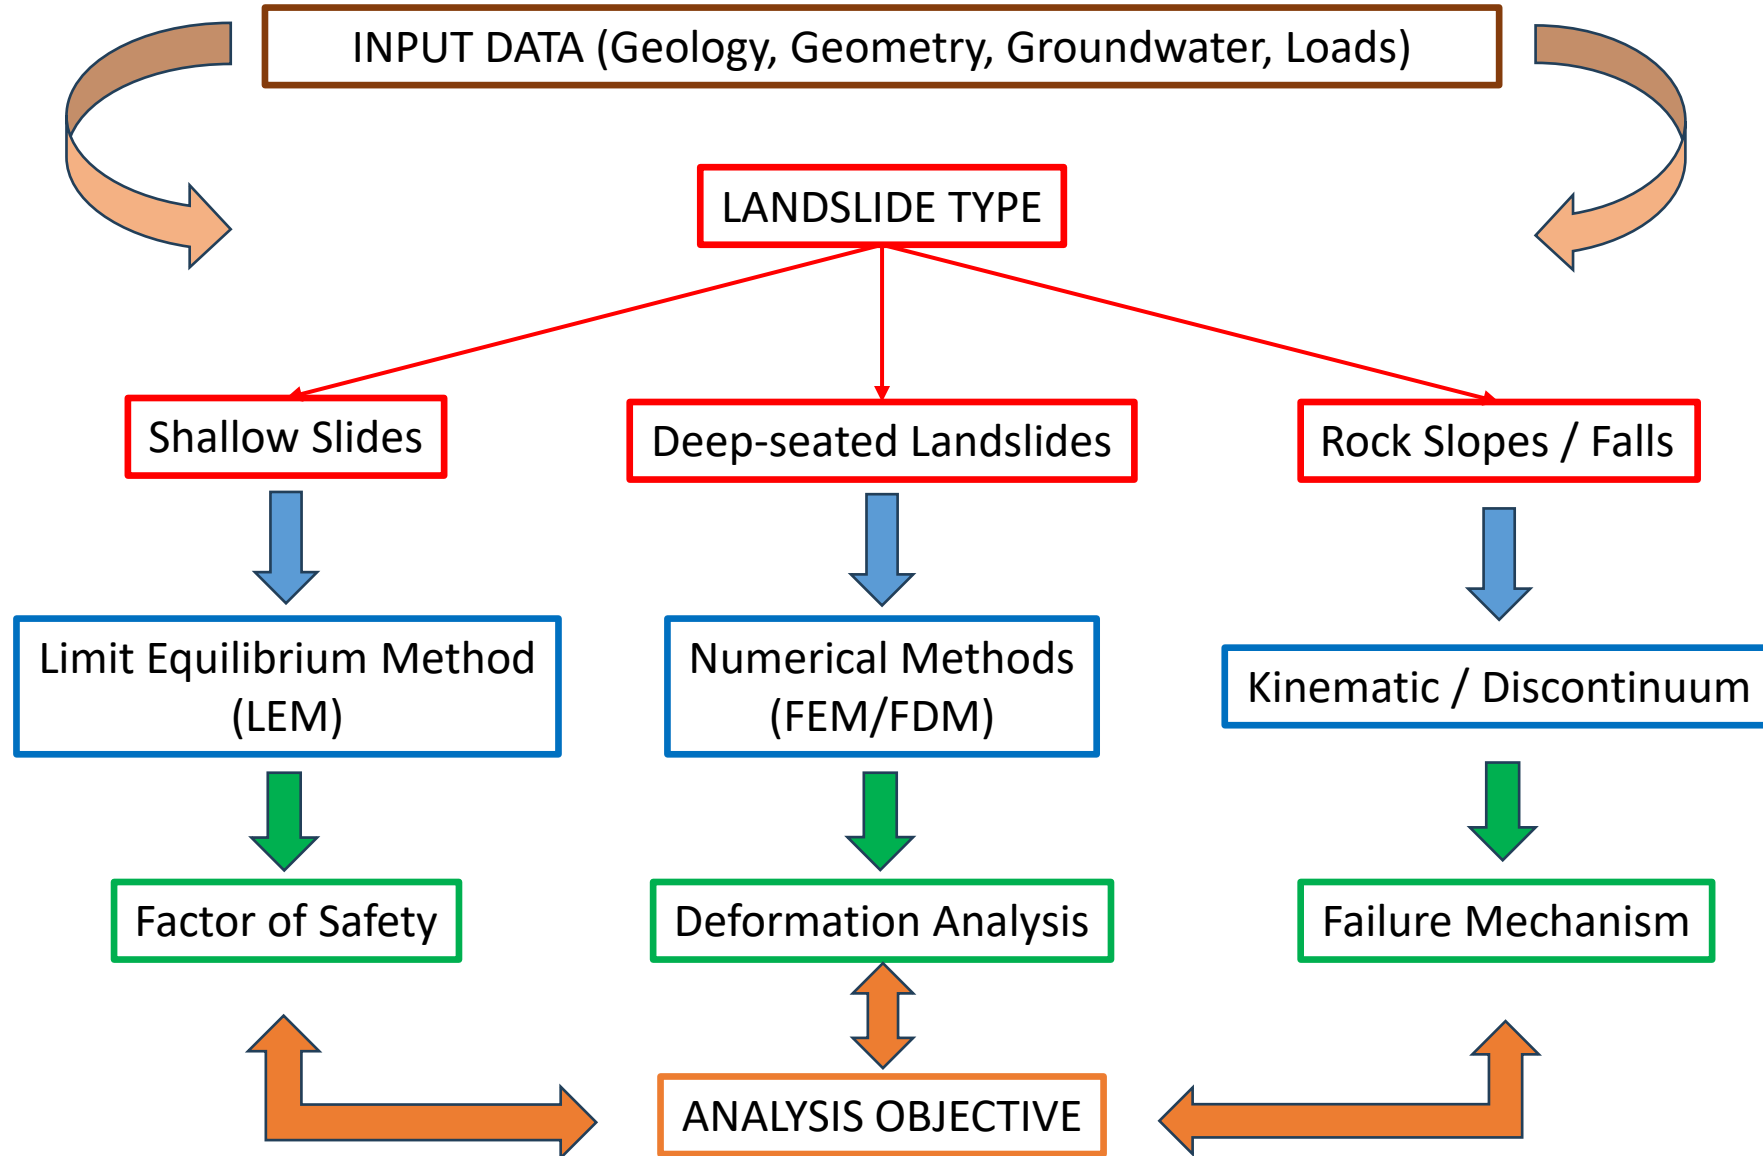 INPUT DATA (Geology, Geometry, Groundwater, Loads)
LANDSLIDE TYPE
Shallow Slides
Deep-seated Landslides
Rock Slopes / Falls
Limit Equilibrium Method
(LEM)
Numerical Methods
(FEM/FDM)
Kinematic / Discontinuum
Factor of Safety
Deformation Analysis
Failure Mechanism
ANALYSIS OBJECTIVE